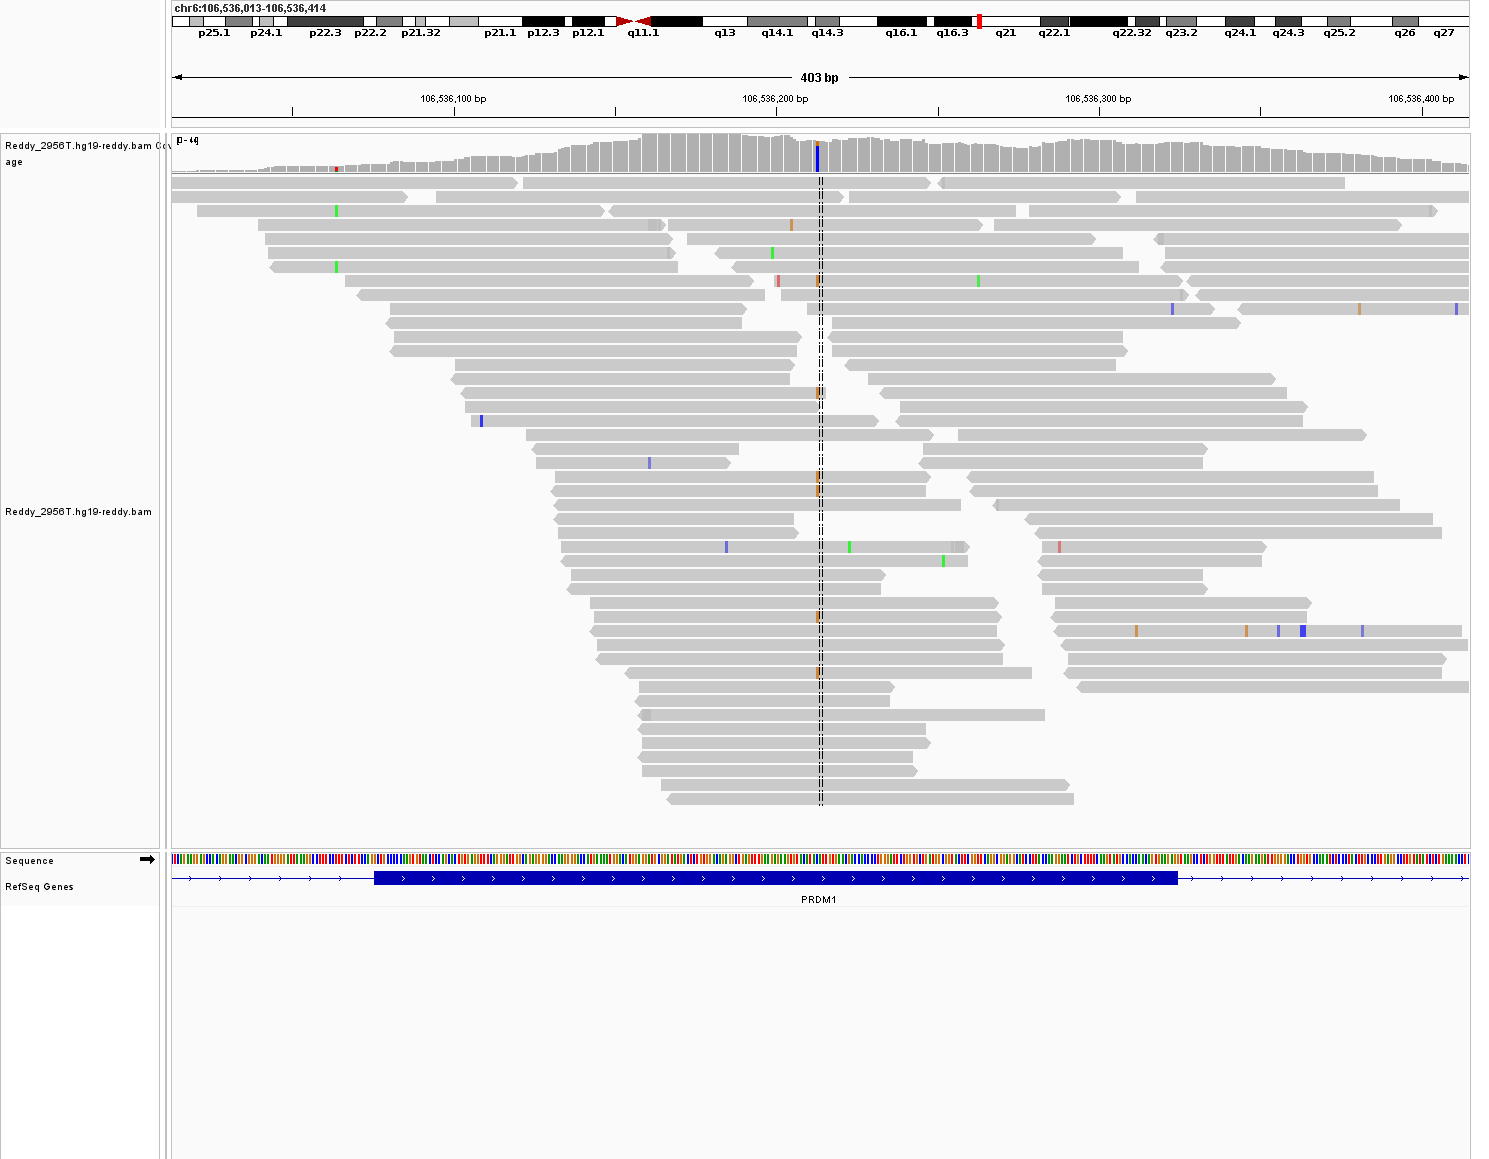 chr6:106,536,013-106,536,414
p25.1 p24.1 p22.3 p22.2 p21.32 p21.1 p12.3 p12.1 q11.1 q13 q14.1 q14.3 q16.1 q16.3 q21 q22.1 q22.32 q23.2 q24.1 q24.3 q25.2 q26 q27
403 bp
106,536,100 bp 106,536,200 bp 106,536,300 bp 106,536,400 bp
Reddy_2956T.hg19-reddy.bam Cov
age
[0 - 44]
Reddy_2956T.hg19-reddy.bam
Sequence
RefSeq Genes
PRDM1